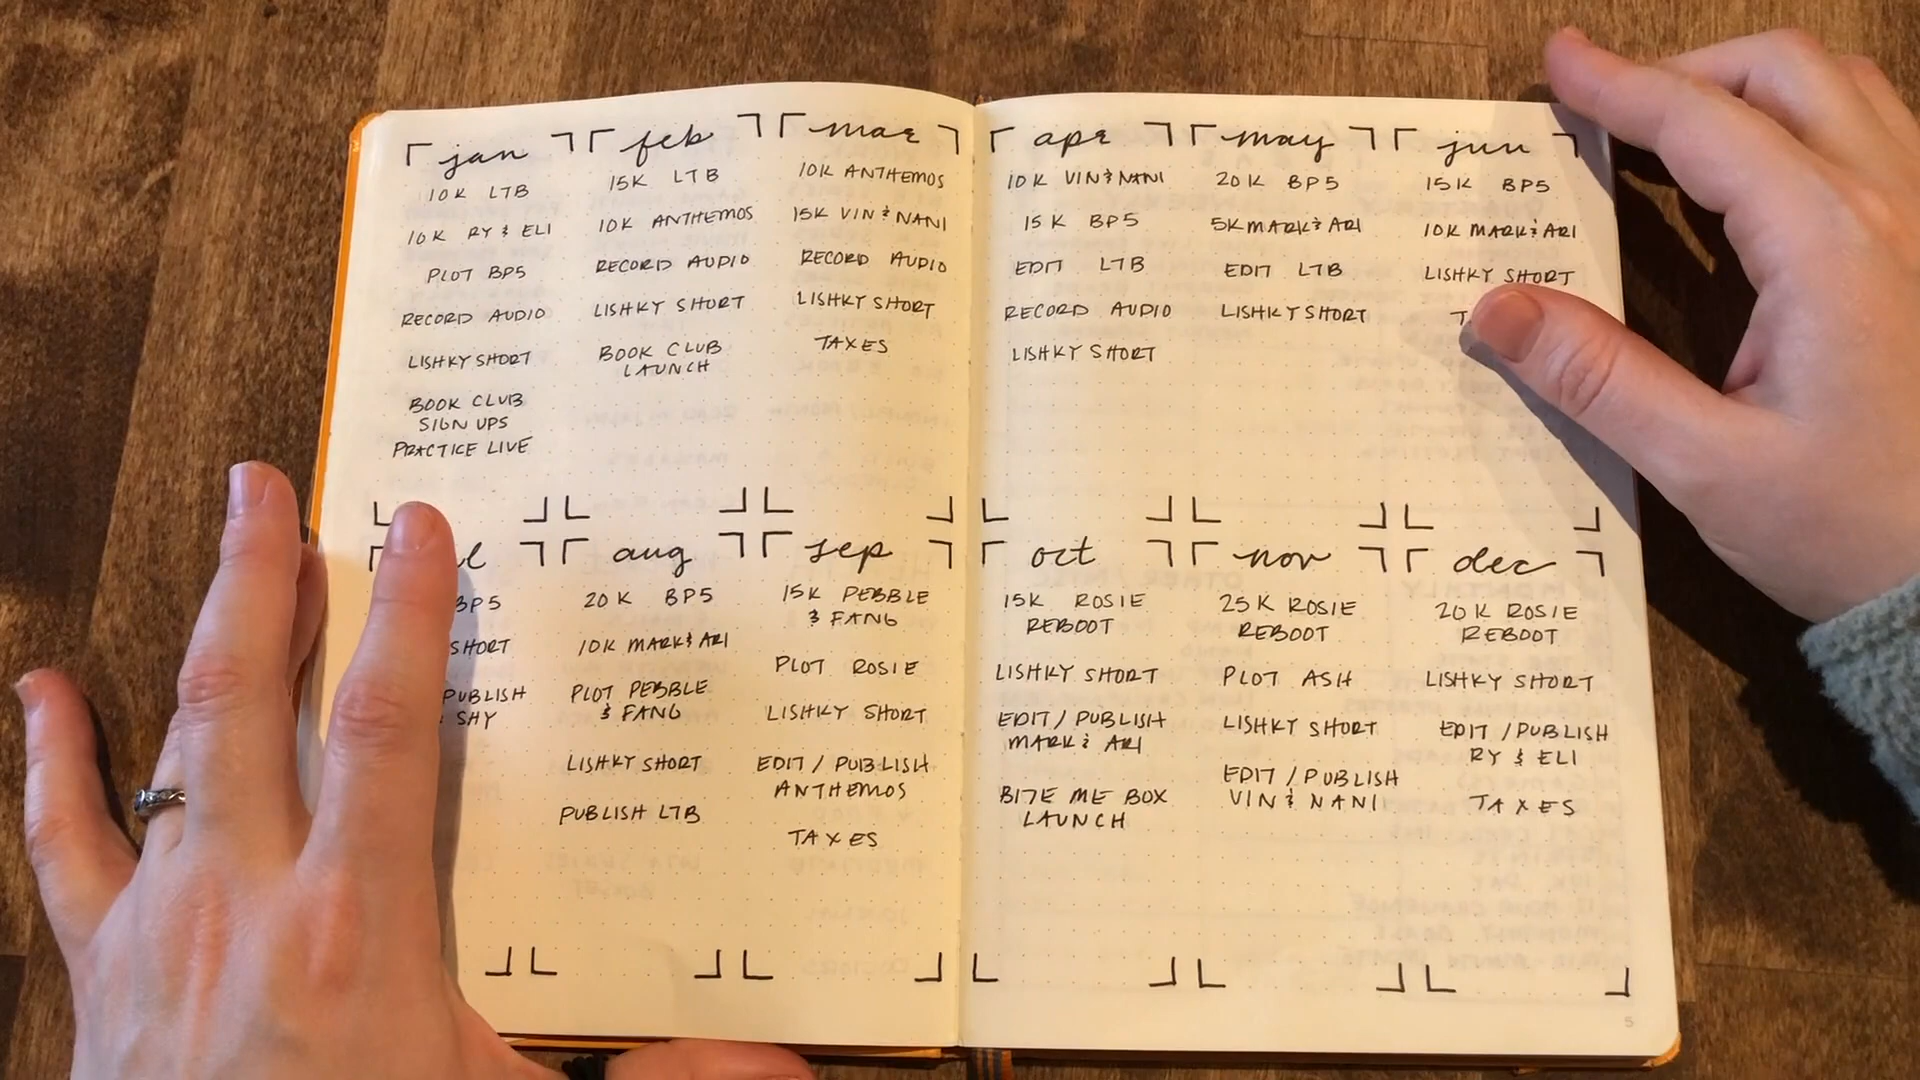 jan
10K LTB
10K RY & ELI
PLOT BP5
RECORD AUDIO
LISHKY SHORT
BOOK CLUB
SIGN UPS
PRACTICE LIVE
feb
15K LTB
10K ANTHEMOS
RECORD AUDIO
LISHKY SHORT
BOOK CLUB
LAUNCH
mar
10K ANTHEMOS
15K VIN & NANI
RECORD AUDIO
LISHKY SHORT
TAXES
apr
10K VIN & NANI
15K BP5
EDIT LTB
RECORD AUDIO
LISHKY SHORT
may
20K BP5
5K MARK & ARI
EDIT LTB
LISHKY SHORT
jun
15K BP5
10K MARK & ARI
LISHKY SHORT
BP5
SHORT
PUBLISH
SHY
aug
20K BP5
10K MARK & ARI
PLOT PEBBLE
& FANG
LISHKY SHORT
PUBLISH LTB
sep
15K PEBBLE
& FANG
PLOT ROSIE
LISHKY SHORT
EDIT / PUBLISH
ANTHEMOS
TAXES
oct
15K ROSIE
REBOOT
LISHKY SHORT
EDIT / PUBLISH
MARK & ARI
BITE ME BOX
LAUNCH
nov
25K ROSIE
REBOOT
PLOT ASH
LISHKY SHORT
EDIT / PUBLISH
VIN & NANI
dec
20K ROSIE
REBOOT
LISHKY SHORT
EDIT / PUBLISH
RY & ELI
TAXES
5